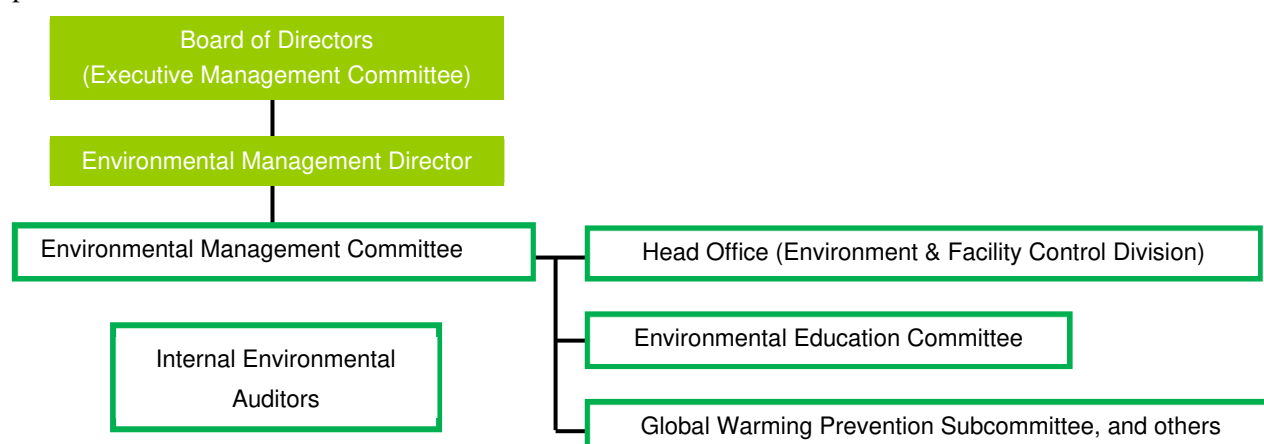 Board of Directors
(Executive Management Committee)
Environmental Management Director
Environmental Management Committee
Head Office (Environment & Facility Control Division)
Environmental Education Committee
Internal Environmental
Auditors
Global Warming Prevention Subcommittee, and others